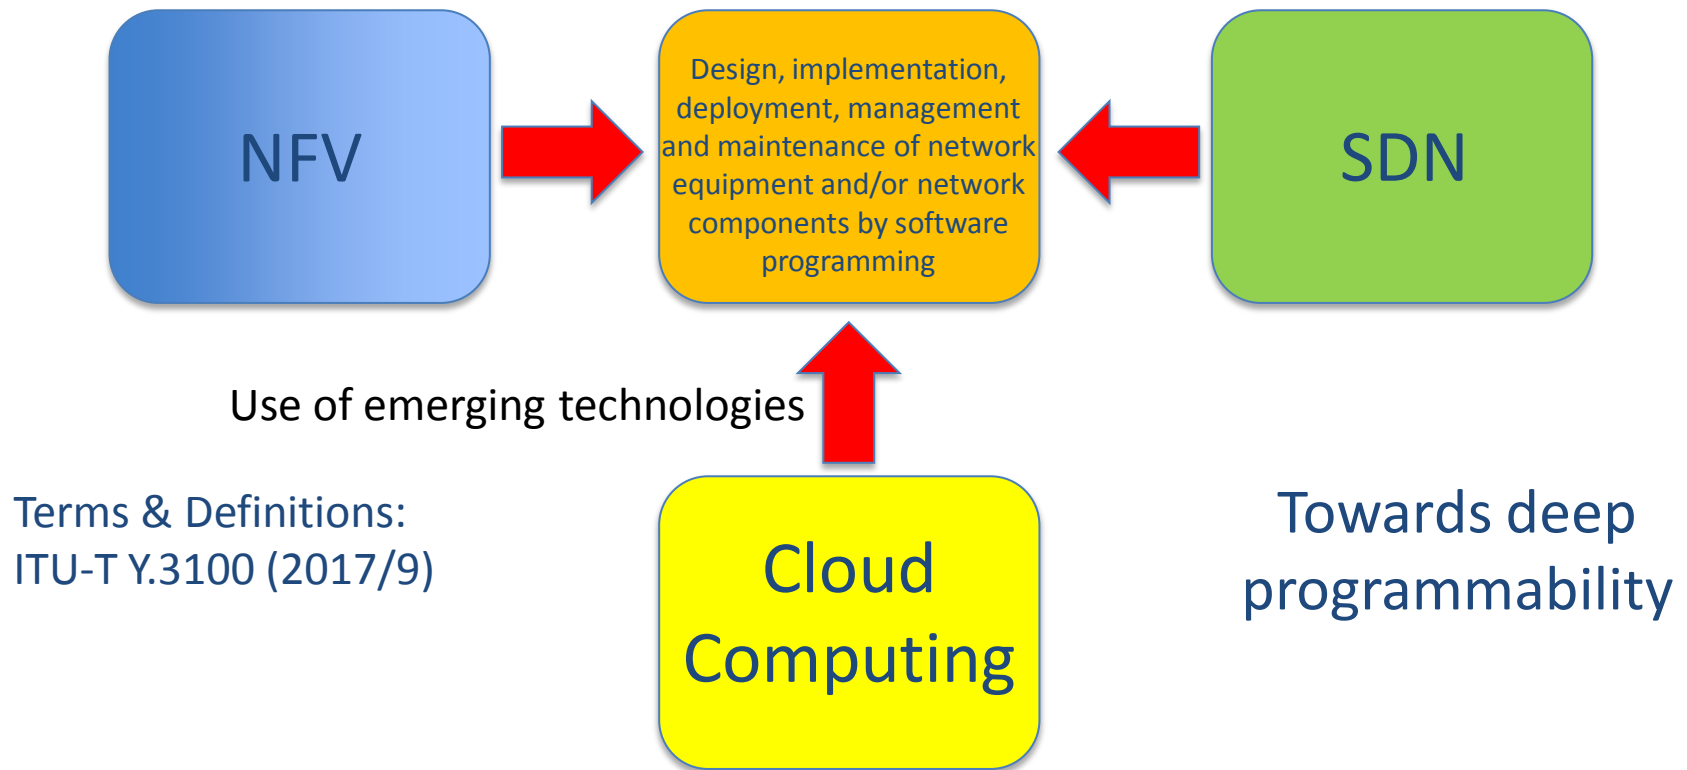 NFV
Design, implementation,
deployment, management
and maintenance of network
equipment and/or network
components by software
programming
SDN
Use of emerging technologies
Terms & Definitions:
ITU-T Y.3100 (2017/9)
Cloud
Computing
Towards deep
programmability